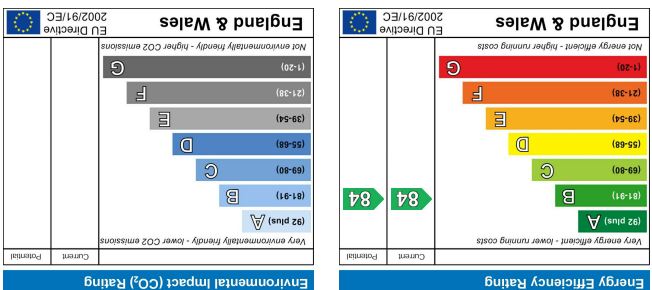 Energy Efficiency Rating
Current Potential
Very energy efficient - lower running costs
(92 plus) A
(81-91) B
84 84
(69-80) C
(55-68) D
(39-54) E
(21-38) F
(1-20) G
Not energy efficient - higher running costs
England & Wales
EU Directive
2002/91/EC
Environmental Impact (CO₂) Rating
Current Potential
Very environmentally friendly - lower CO2 emissions
(92 plus) A
(81-91) B
(69-80) C
(55-68) D
(39-54) E
(21-38) F
(1-20) G
Not environmentally friendly - higher CO2 emissions
England & Wales
EU Directive
2002/91/EC